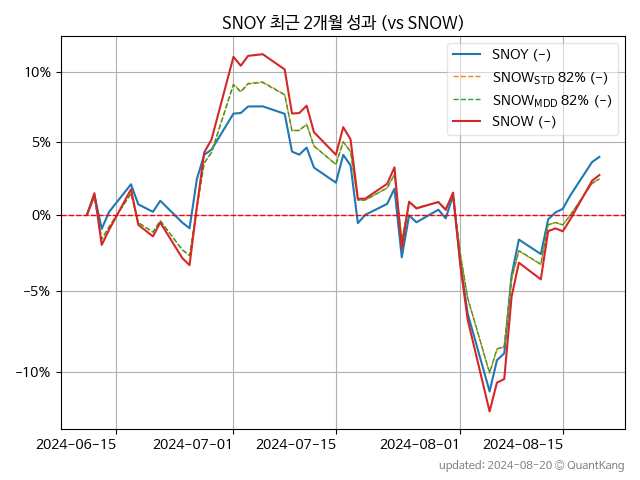 SNOY 최근 2개월 성과 (vs SNOW)
SNOY (-)
SNOW_STD 82% (-)
SNOW_MDD 82% (-)
SNOW (-)
10%
5%
0%
−5%
−10%
2024-06-15
2024-07-01
2024-07-15
2024-08-01
2024-08-15
updated: 2024-08-20 © QuantKang